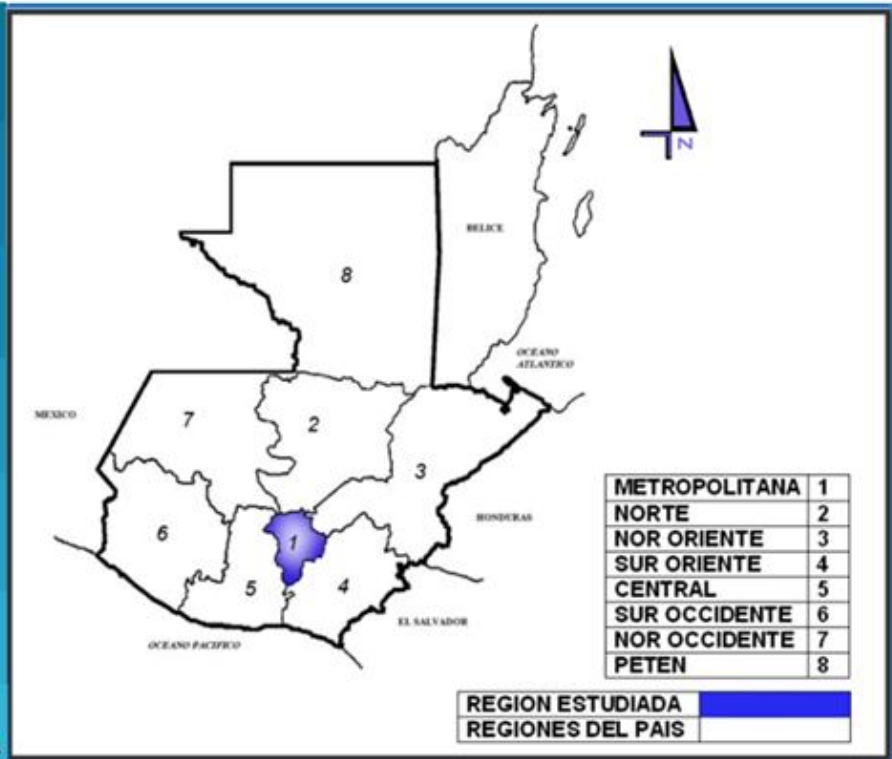 N
BELICE
8
OCEANO
ATLANTICO
MEXICO
7
2
3
HONDURAS
6
1
5
4
EL SALVADOR
OCEANO PACIFICO
METROPOLITANA 1
NORTE 2
NOR ORIENTE 3
SUR ORIENTE 4
CENTRAL 5
SUR OCCIDENTE 6
NOR OCCIDENTE 7
PETEN 8
REGION ESTUDIADA
REGIONES DEL PAIS